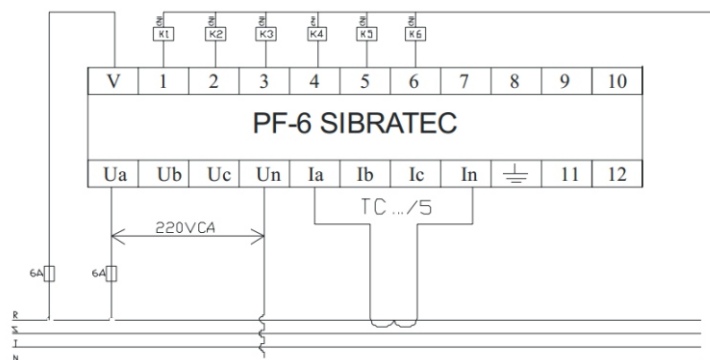 K1 K2 K3 K4 K5 K6
V 1 2 3 4 5 6 7 8 9 10
PF-6 SIBRATEC
Ua Ub Uc Un Ia Ib Ic In 11 12
TC .../5
220VCA
6A 6A
R
S
T
N